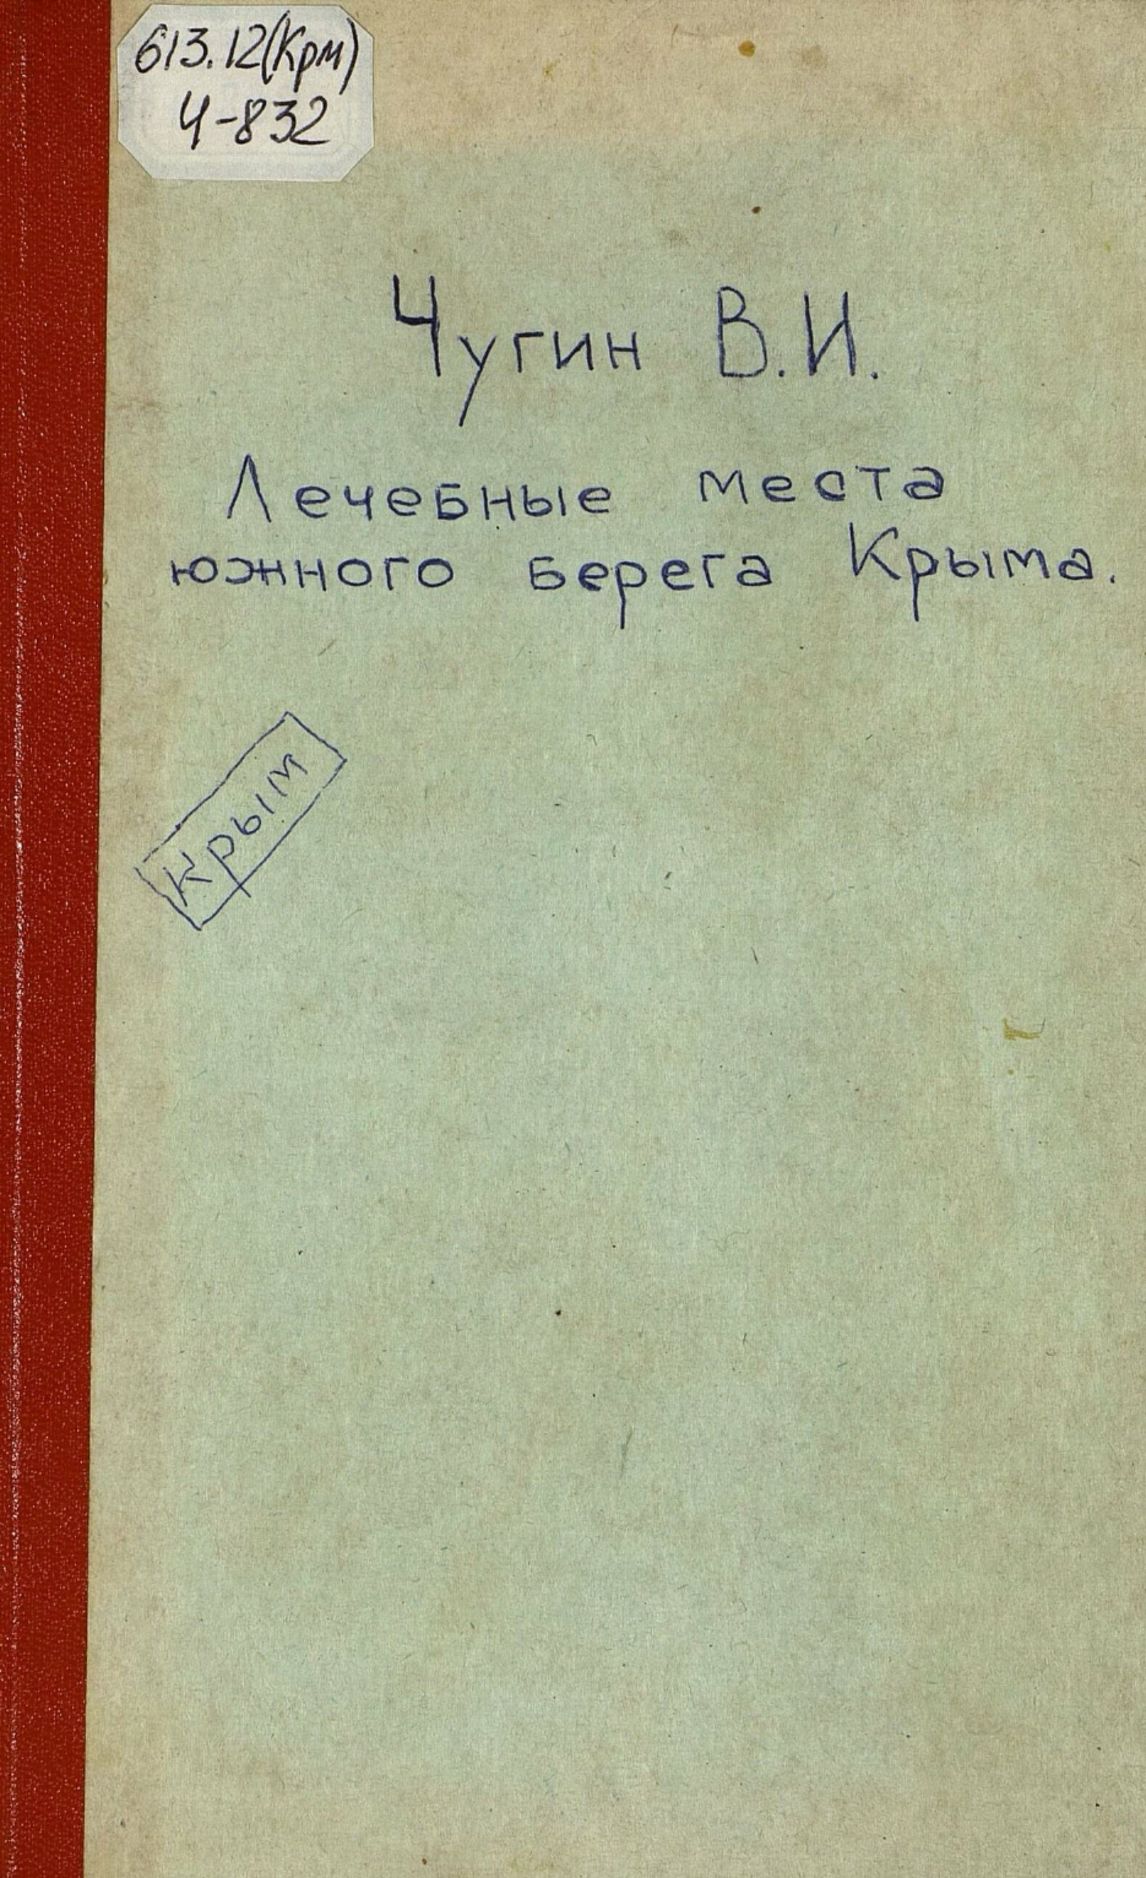 613.12(Крм)
Ч-832
Чугин В.И.
Лечебные места
южного берега Крыма.
Крым